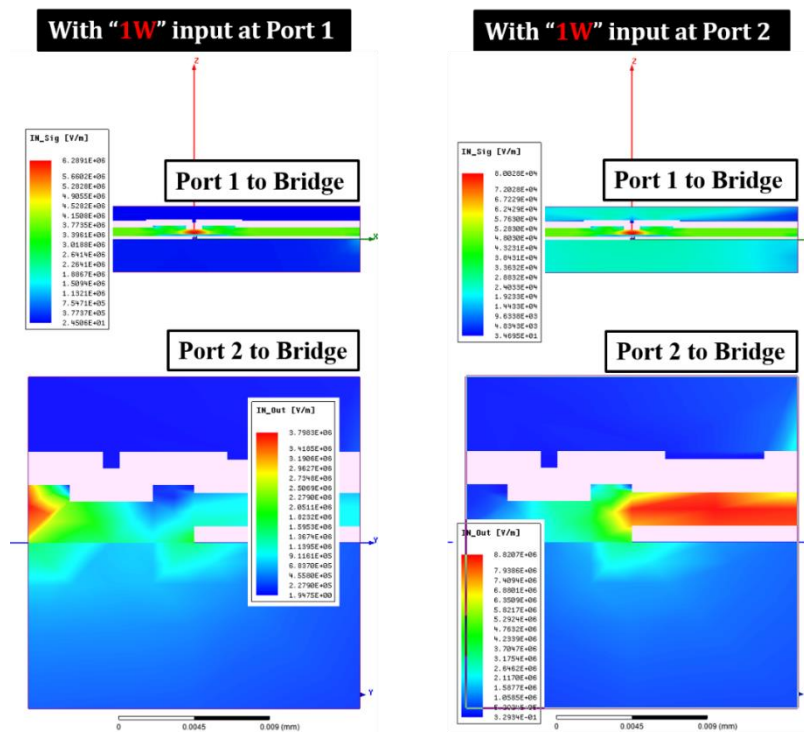 With “1W” input at Port 1
With “1W” input at Port 2
Z
IN_Sig [V/m]
6.2891E+06
5.6602E+06
5.2828E+06
4.9055E+06
4.5282E+06
4.1508E+06
3.7735E+06
3.3961E+06
3.0188E+06
2.6414E+06
2.2641E+06
1.8867E+06
1.5094E+06
1.1321E+06
7.5471E+05
3.7737E+05
2.4506E+01
Port 1 to Bridge
X
Z
IN_Sig [V/m]
8.0028E+04
7.2028E+04
6.7229E+04
6.2429E+04
5.7630E+04
5.2830E+04
4.8030E+04
4.3231E+04
3.8431E+04
3.3632E+04
2.8832E+04
2.4033E+04
1.9233E+04
1.4433E+04
9.6338E+03
4.8343E+03
3.4695E+01
Port 1 to Bridge
Port 2 to Bridge
IN_Out [V/m]
3.7983E+06
3.4185E+06
3.1906E+06
2.9627E+06
2.7348E+06
2.5069E+06
2.2790E+06
2.0511E+06
1.8232E+06
1.5953E+06
1.3674E+06
1.1395E+06
9.1161E+05
6.8370E+05
4.5580E+05
2.2790E+05
1.9475E+00
Y
Y
0
0.0045
0.009 (mm)
Port 2 to Bridge
IN_Out [V/m]
8.8207E+06
7.9386E+06
7.4094E+06
6.8801E+06
6.3509E+06
5.8217E+06
5.2924E+06
4.7632E+06
4.2339E+06
3.7047E+06
3.1754E+06
2.6462E+06
2.1170E+06
1.5877E+06
1.0585E+06
3.2934E+01
0
0.0045
0.009 (mm)